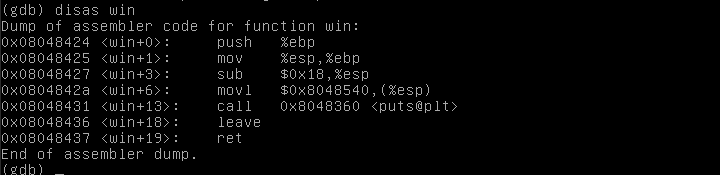 (gdb) disas win
Dump of assembler code for function win:
0x08048424 <win+0>:     push   %ebp
0x08048425 <win+1>:     mov    %esp,%ebp
0x08048427 <win+3>:     sub    $0x18,%esp
0x0804842a <win+6>:     movl   $0x8048540,(%esp)
0x08048431 <win+13>:    call   0x8048360 <puts@plt>
0x08048436 <win+18>:    leave
0x08048437 <win+19>:    ret
End of assembler dump.
(gdb) _